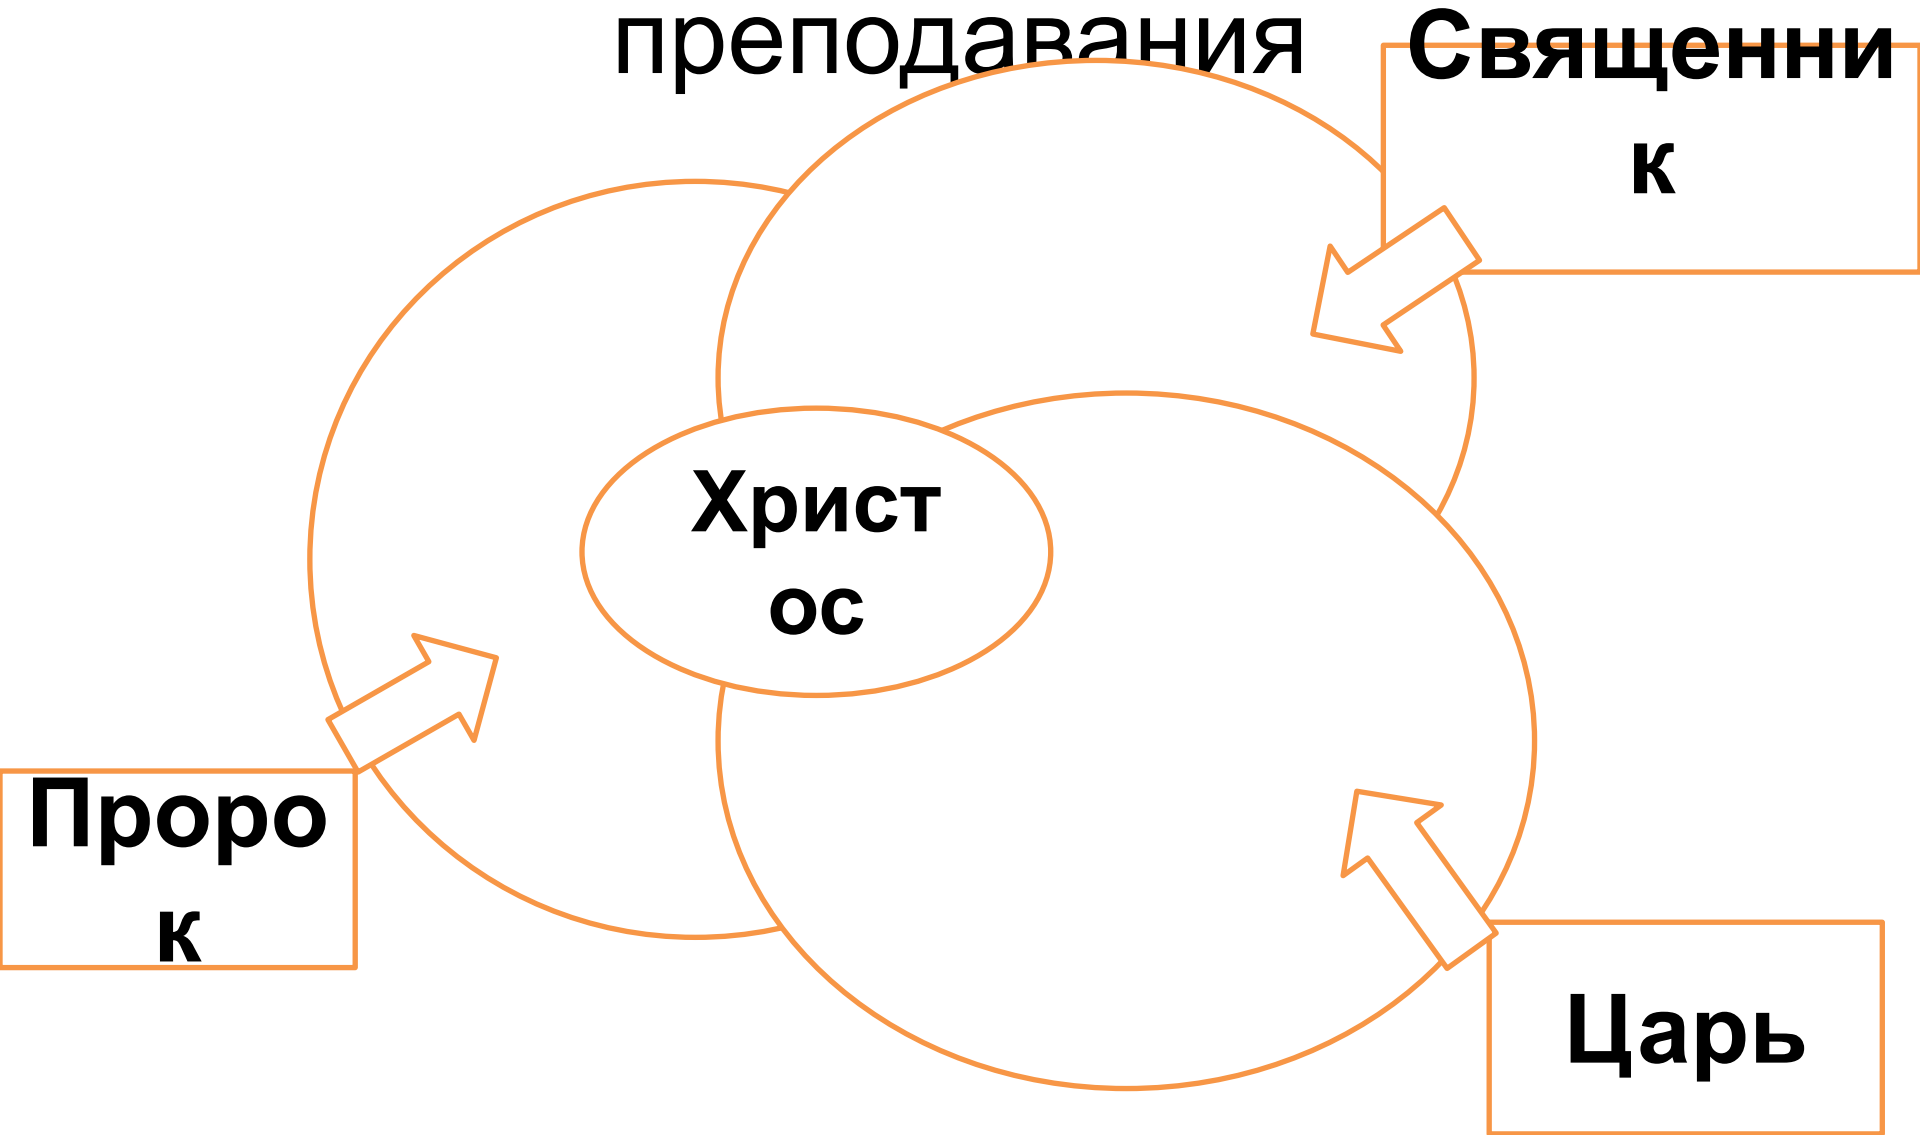 преподавания
Священни
к
Христ
ос
Проро
к
Царь